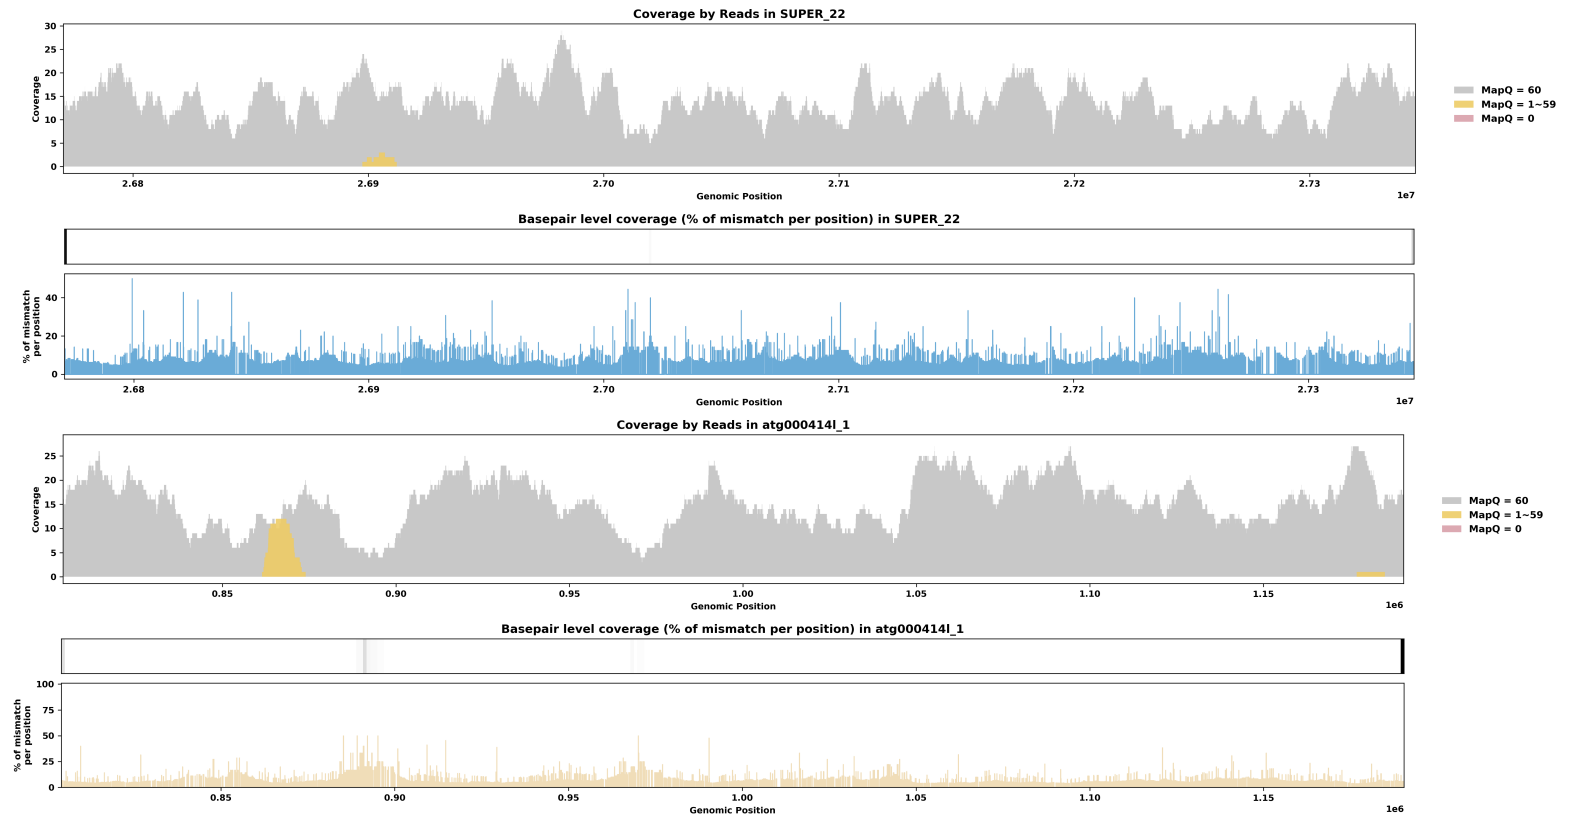 Coverage by Reads in SUPER_22
30
25
20
15
10
5
0
Coverage
2.68 2.69 2.70 2.71 2.72 2.73
Genomic Position
1e7
MapQ = 60
MapQ = 1~59
MapQ = 0
Basepair level coverage (% of mismatch per position) in SUPER_22
40
20
0
% of mismatch
per position
2.68 2.69 2.70 2.71 2.72 2.73
Genomic Position
1e7
Coverage by Reads in atg000414l_1
25
20
15
10
5
0
Coverage
0.85 0.90 0.95 1.00 1.05 1.10 1.15
Genomic Position
1e6
MapQ = 60
MapQ = 1~59
MapQ = 0
Basepair level coverage (% of mismatch per position) in atg000414l_1
100
75
50
25
0
% of mismatch
per position
0.85 0.90 0.95 1.00 1.05 1.10 1.15
Genomic Position
1e6